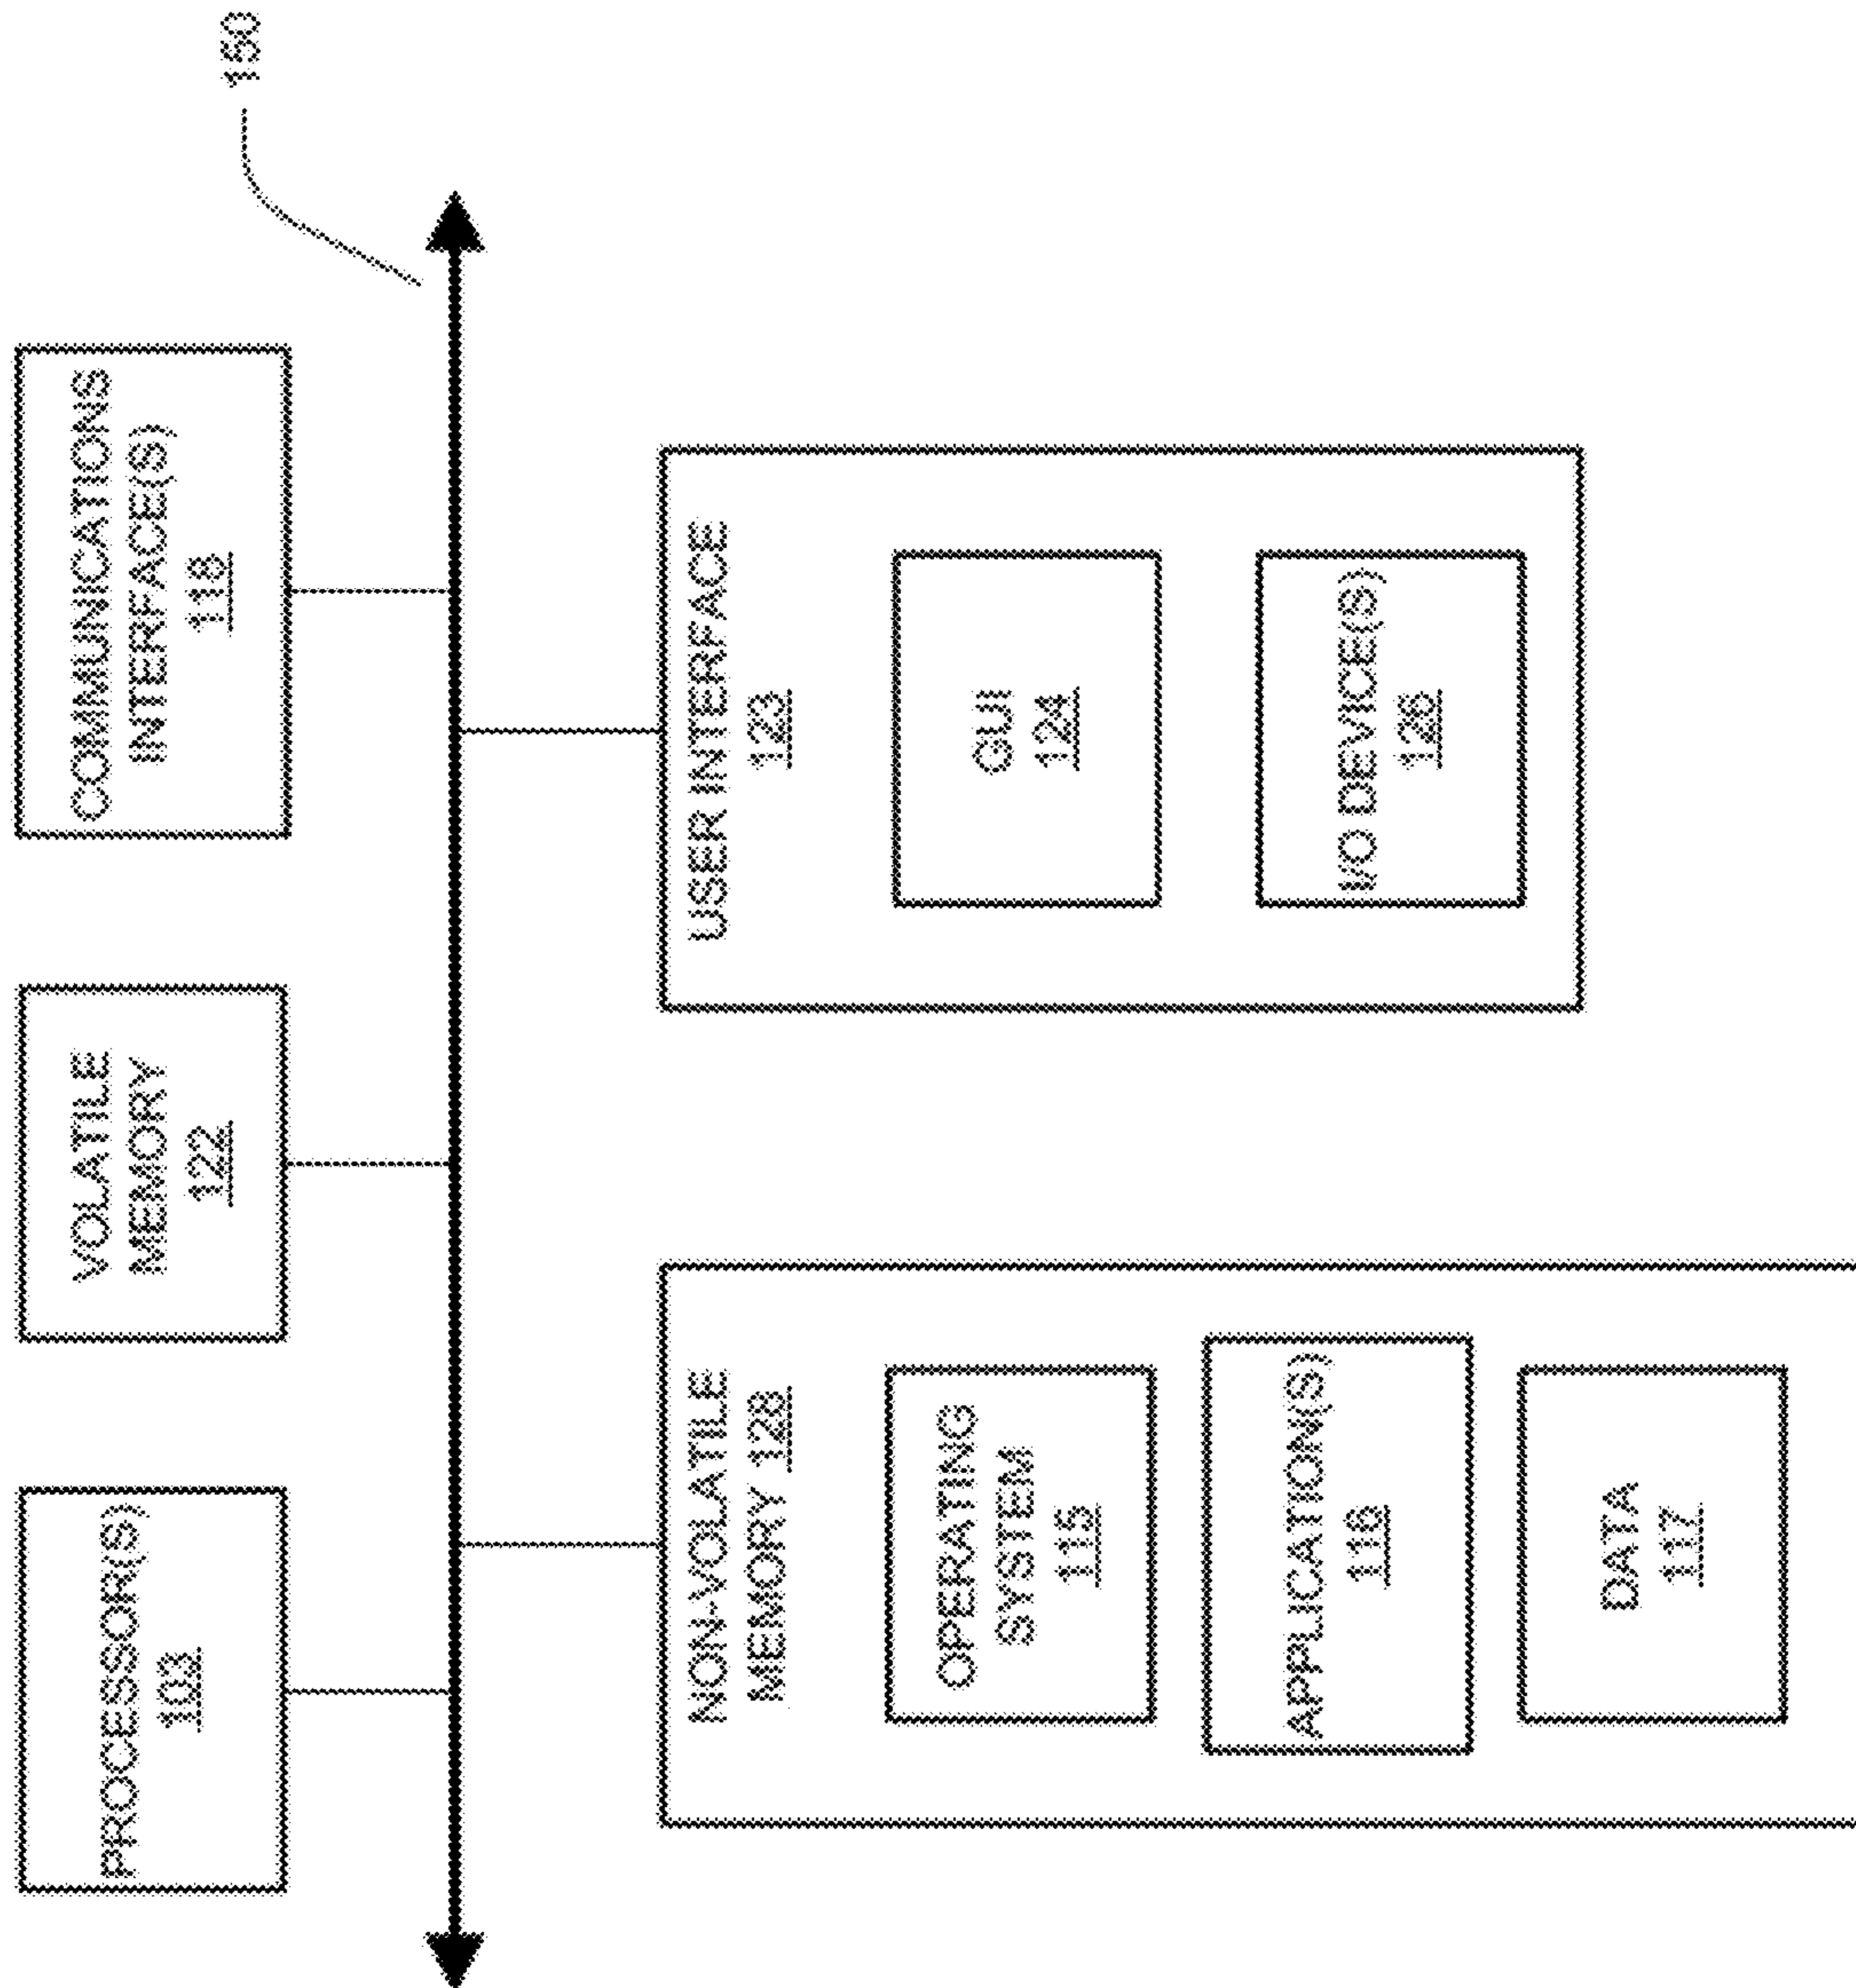 PROCESSOR(S)
103
VOLATILE
MEMORY
122
COMMUNICATIONS
INTERFACE(S)
118
150
NON-VOLATILE
MEMORY 128
OPERATING
SYSTEM
115
APPLICATION(S)
116
DATA
117
USER INTERFACE
123
GUI
124
I/O DEVICE(S)
126